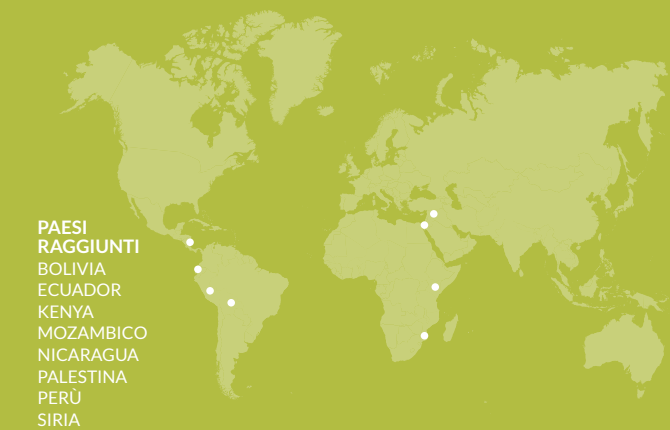 PAESI
RAGGIUNTI
BOLIVIA
ECUADOR
KENYA
MOZAMBICO
NICARAGUA
PALESTINA
PERÙ
SIRIA